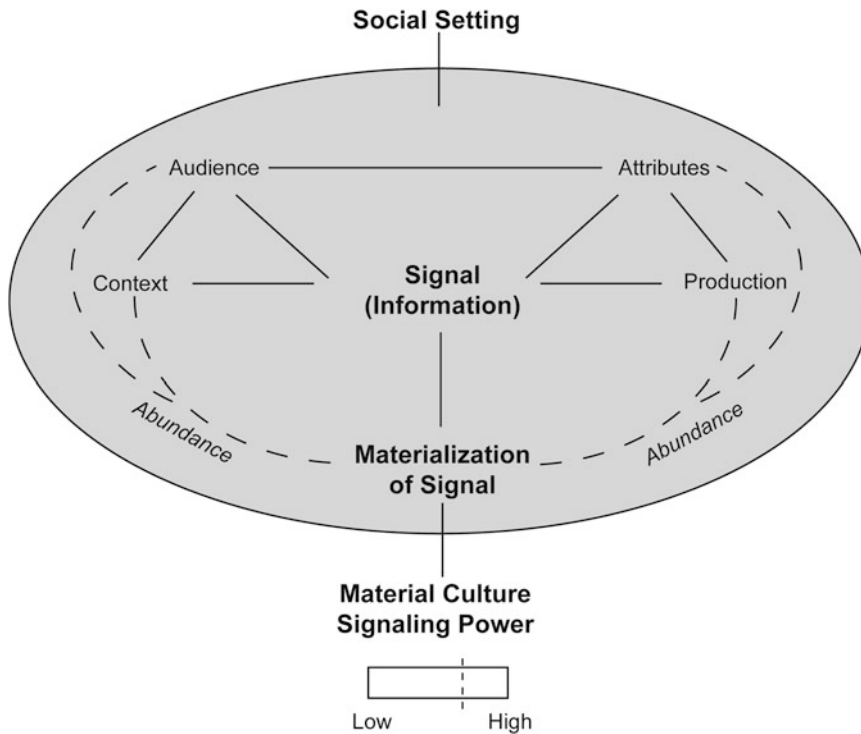 Social Setting
Audience
Attributes
Context
Signal
(Information)
Production
Abundance
Abundance
Materialization
of Signal
Material Culture
Signaling Power
Low
High